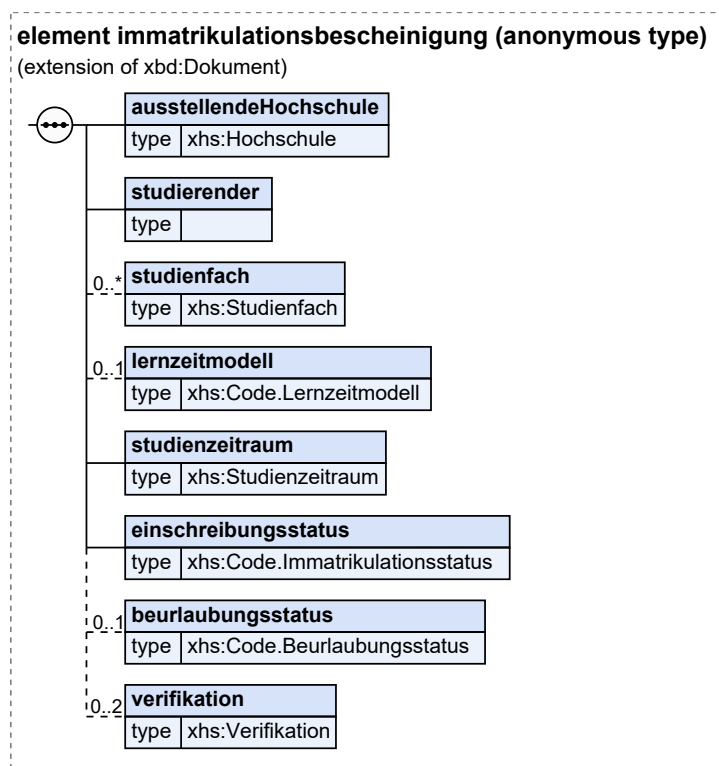 element immatrikulationsbescheinigung (anonymous type)
(extension of xbd:Dokument)
ausstellendeHochschule
type xhs:Hochschule
studierender
type
0..* studienfach
type xhs:Studienfach
0..1 lernzeitmodell
type xhs:Code.Lernzeitmodell
studienzeitraum
type xhs:Studienzeitraum
einschreibungsstatus
type xhs:Code.Immatrikulationsstatus
0..1 beurlaubungsstatus
type xhs:Code.Beurlaubungsstatus
0..2 verifikation
type xhs:Verifikation